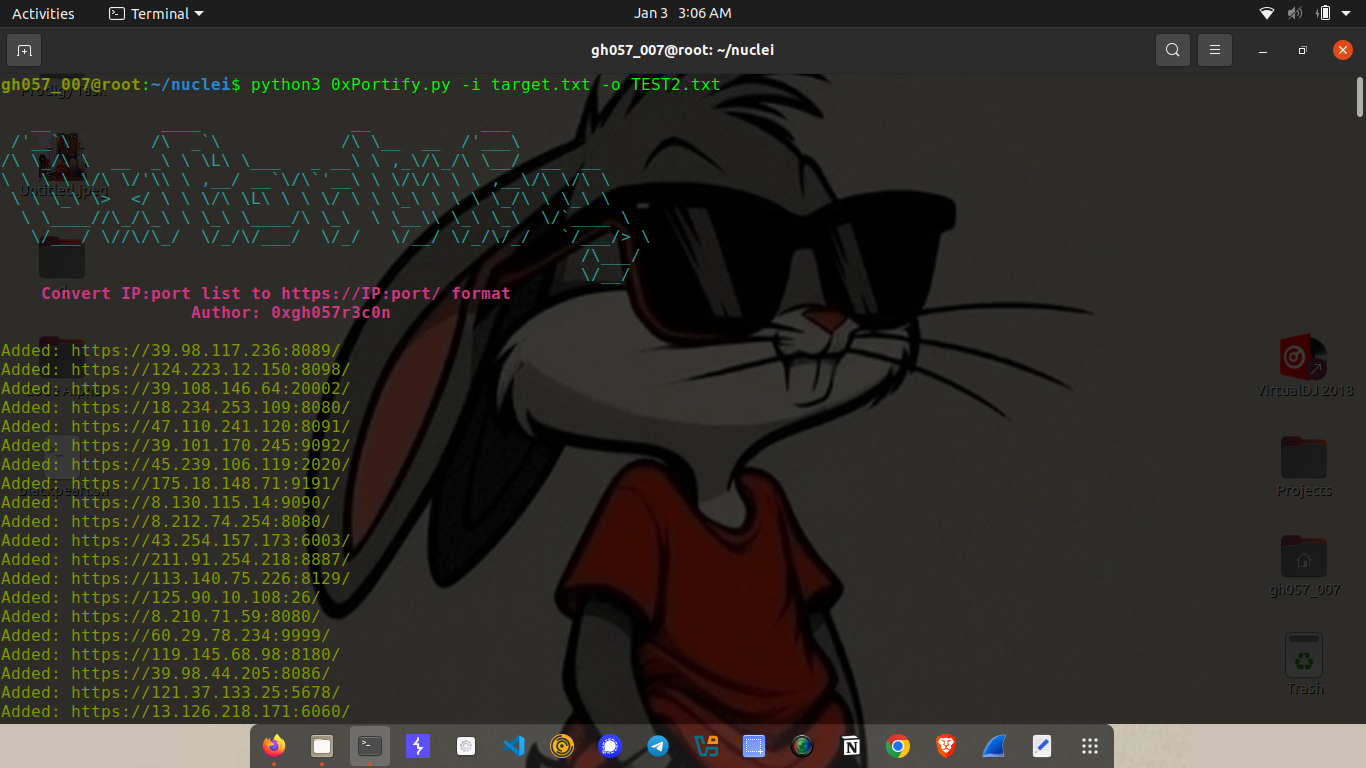 Activities
Terminal
Jan 3 3:06 AM
gh057_007@root: ~/nuclei
gh057_007@root:~/nuclei$ python3 0xPortify.py -i target.txt -o TEST2.txt
Convert IP:port list to https://IP:port/ format
Author: 0xgh057r3c0n
Added: https://39.98.117.236:8089/
Added: https://124.223.12.150:8098/
Added: https://39.108.146.64:20002/
Added: https://18.234.253.109:8080/
Added: https://47.110.241.120:8091/
Added: https://39.101.170.245:9092/
Added: https://45.239.106.119:2020/
Added: https://175.18.148.71:9191/
Added: https://8.130.115.14:9090/
Added: https://8.212.74.254:8080/
Added: https://43.254.157.173:6003/
Added: https://211.91.254.218:8887/
Added: https://113.140.75.226:8129/
Added: https://125.90.10.108:26/
Added: https://8.210.71.59:8080/
Added: https://60.29.78.234:9999/
Added: https://119.145.68.98:8180/
Added: https://39.98.44.205:8086/
Added: https://121.37.133.25:5678/
Added: https://13.126.218.171:6060/
Untitled.jpeg
VirtualDJ 2018
Projects
gh057_007
Trash